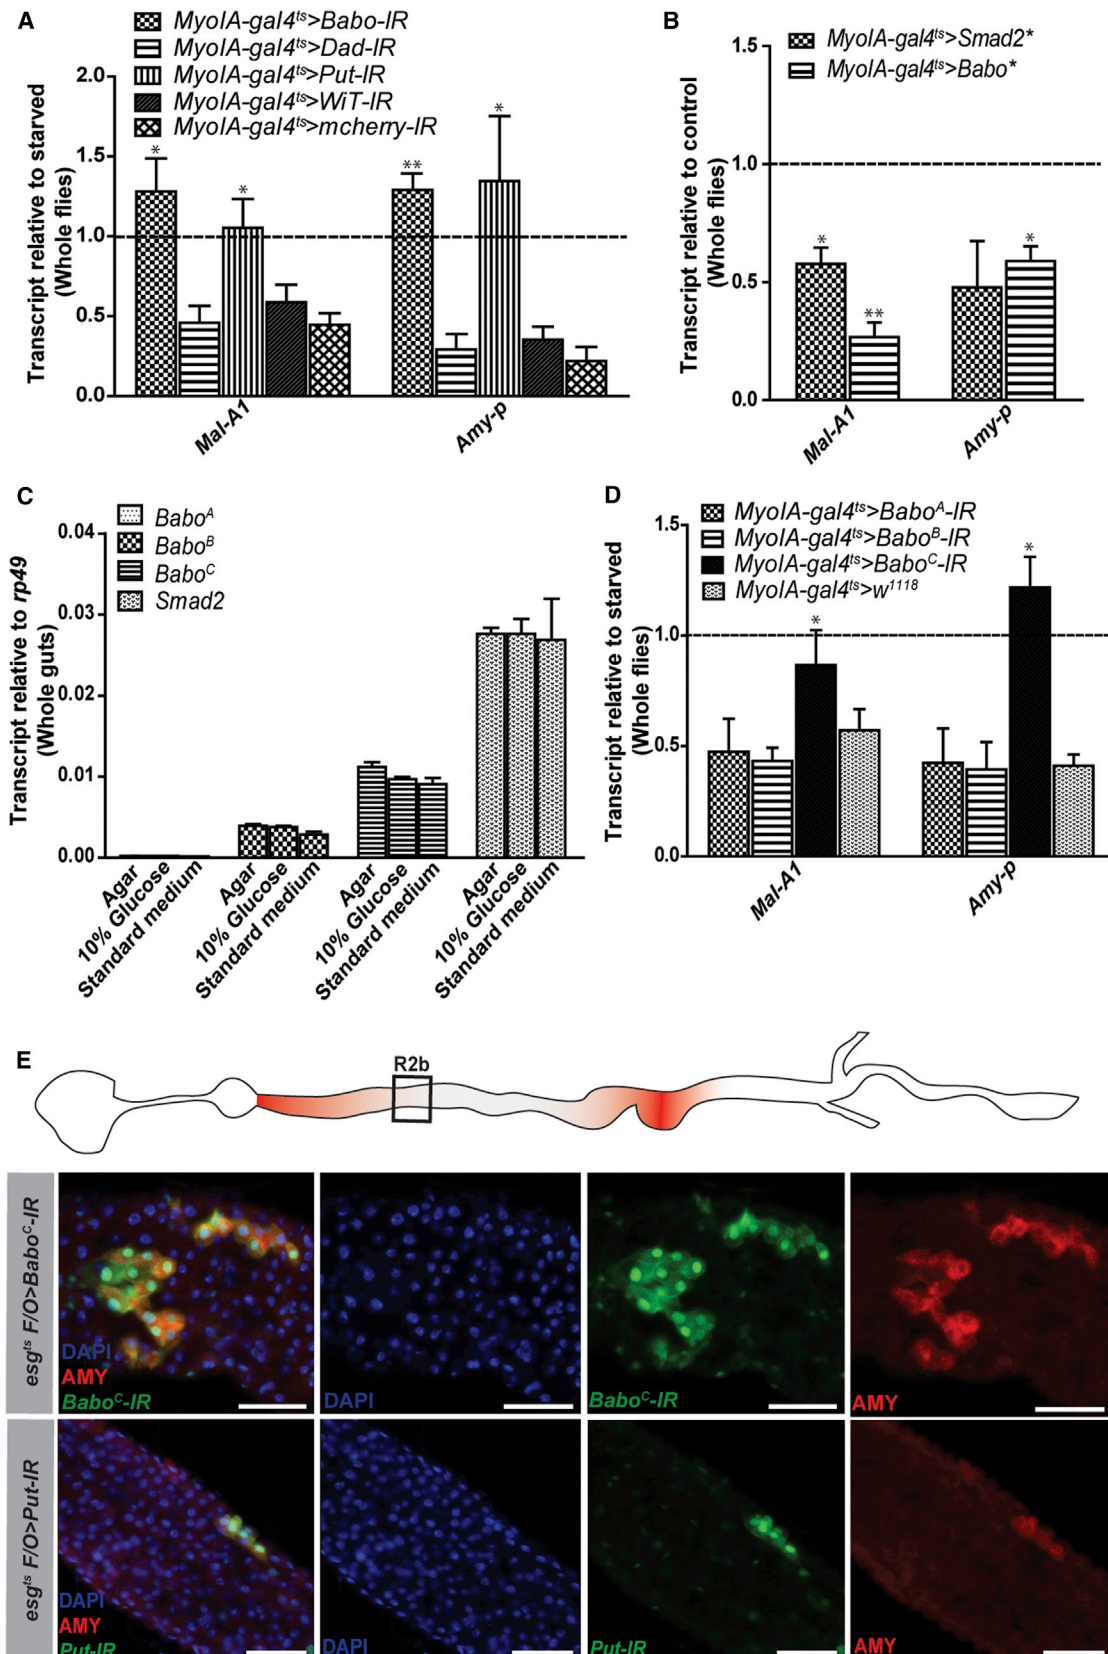 A
MyoIA-gal4ts>Babo-IR
MyoIA-gal4ts>Dad-IR
MyoIA-gal4ts>Put-IR
MyoIA-gal4ts>WiT-IR
MyoIA-gal4ts>mcherry-IR
Transcript relative to starved
(Whole flies)
2.0
1.5
1.0
0.5
0.0
* * ** *
Mal-A1
Amy-p
B
MyoIA-gal4ts>Smad2*
MyoIA-gal4ts>Babo*
Transcript relative to control
(Whole flies)
1.5
1.0
0.5
0.0
* ** *
Mal-A1
Amy-p
C
BaboA
BaboB
BaboC
Smad2
Transcript relative to rp49
(Whole guts)
0.04
0.03
0.02
0.01
0.00
Agar
10% Glucose
Standard medium
Agar
10% Glucose
Standard medium
Agar
10% Glucose
Standard medium
Agar
10% Glucose
Standard medium
D
MyoIA-gal4ts>BaboA-IR
MyoIA-gal4ts>BaboB-IR
MyoIA-gal4ts>BaboC-IR
MyoIA-gal4ts>w1118
Transcript relative to starved
(Whole flies)
1.5
1.0
0.5
0.0
* *
Mal-A1
Amy-p
E
R2b
esgts F/O>BaboC-IR
DAPI
AMY
BaboC-IR
DAPI
BaboC-IR
AMY
esgts F/O>Put-IR
DAPI
AMY
Put-IR
DAPI
Put-IR
AMY